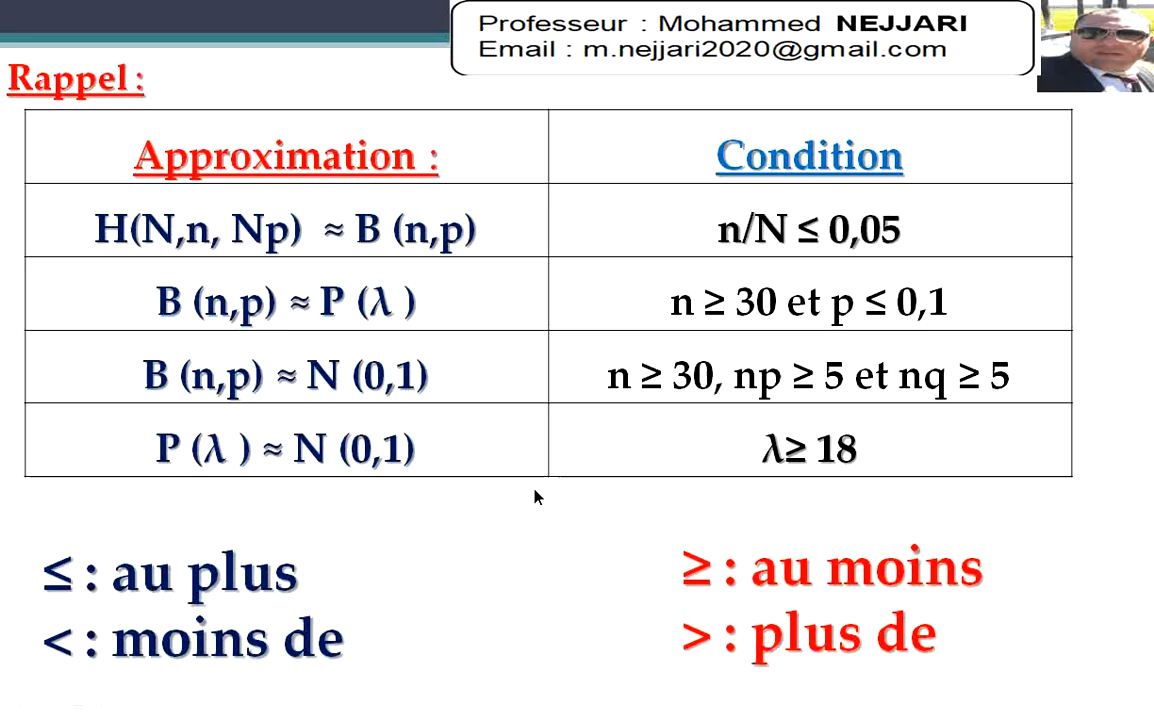 Professeur : Mohammed NEJJARI
Email : m.nejjari2020@gmail.com
Rappel :
Approximation : Condition
H(N,n, Np) ≈ B (n,p) n/N ≤ 0,05
B (n,p) ≈ P (λ ) n ≥ 30 et p ≤ 0,1
B (n,p) ≈ N (0,1) n ≥ 30, np ≥ 5 et nq ≥ 5
P (λ ) ≈ N (0,1) λ≥ 18
≤ : au plus
≥ : au moins
< : moins de
> : plus de